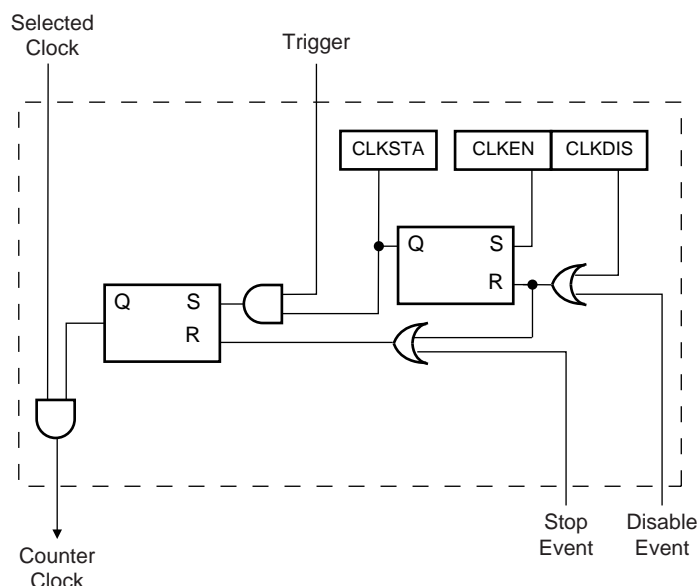 Selected
Clock
Trigger
CLKSTA
CLKEN
CLKDIS
Q
S
R
Q
S
R
Stop
Event
Disable
Event
Counter
Clock